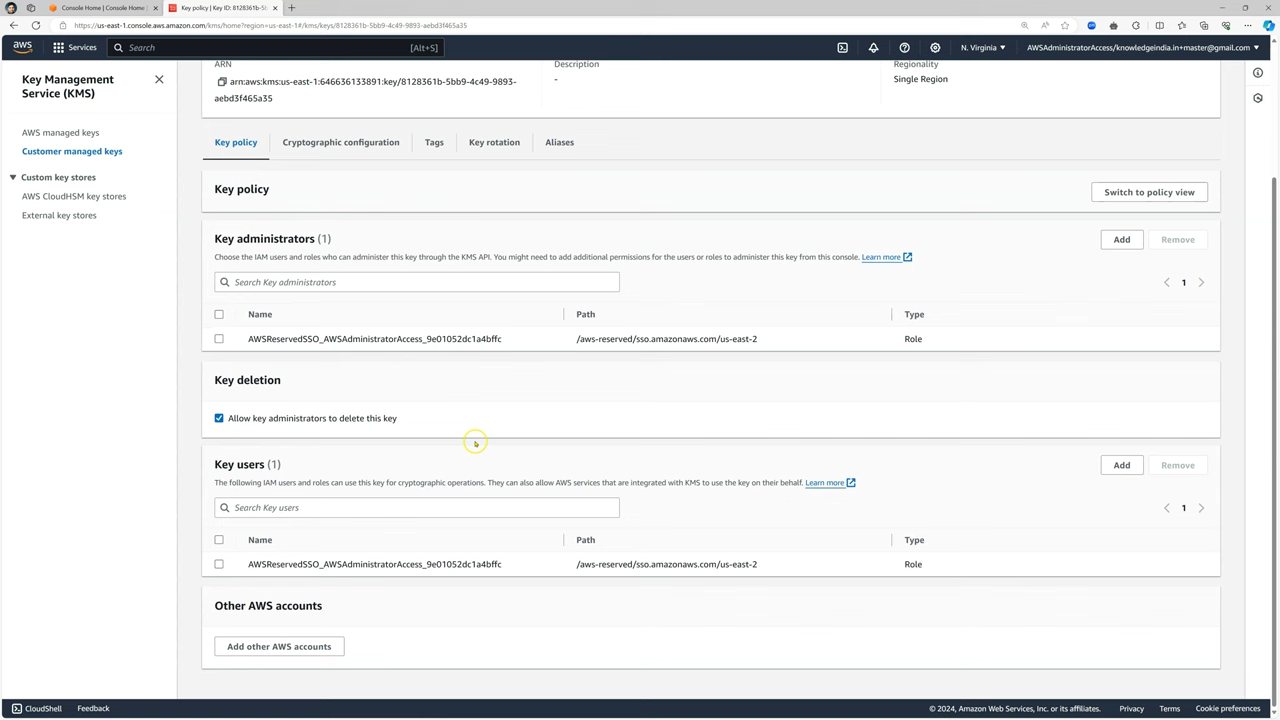 Console Home | Console Home |
Key policy | Key ID: 8128361b-5bb
https://us-east-1.console.aws.amazon.com/kms/home?region=us-east-1#/kms/keys/8128361b-5bb9-4c49-9893-aebd3f465a35
aws
Services
Search
[Alt+S]
N. Virginia
AWSAdministratorAccess/knowledgeindia.in+master@gmail.com
Key Management
Service (KMS)
AWS managed keys
Customer managed keys
Custom key stores
AWS CloudHSM key stores
External key stores
ARN
arn:aws:kms:us-east-1:646636133891:key/8128361b-5bb9-4c49-9893-
aebd3f465a35
Description
-
Regionality
Single Region
Key policy
Cryptographic configuration
Tags
Key rotation
Aliases
Key policy
Switch to policy view
Key administrators (1)
Add
Remove
Choose the IAM users and roles who can administer this key through the KMS API. You might need to add additional permissions for the users or roles to administer this key from this console. Learn more
Search Key administrators
1
Name
Path
Type
AWSReservedSSO_AWSAdministratorAccess_9e01052dc1a4bffc
/aws-reserved/sso.amazonaws.com/us-east-2
Role
Key deletion
Allow key administrators to delete this key
Key users (1)
Add
Remove
The following IAM users and roles can use this key for cryptographic operations. They can also allow AWS services that are integrated with KMS to use the key on their behalf. Learn more
Search Key users
1
Name
Path
Type
AWSReservedSSO_AWSAdministratorAccess_9e01052dc1a4bffc
/aws-reserved/sso.amazonaws.com/us-east-2
Role
Other AWS accounts
Add other AWS accounts
CloudShell
Feedback
© 2024, Amazon Web Services, Inc. or its affiliates.
Privacy
Terms
Cookie preferences